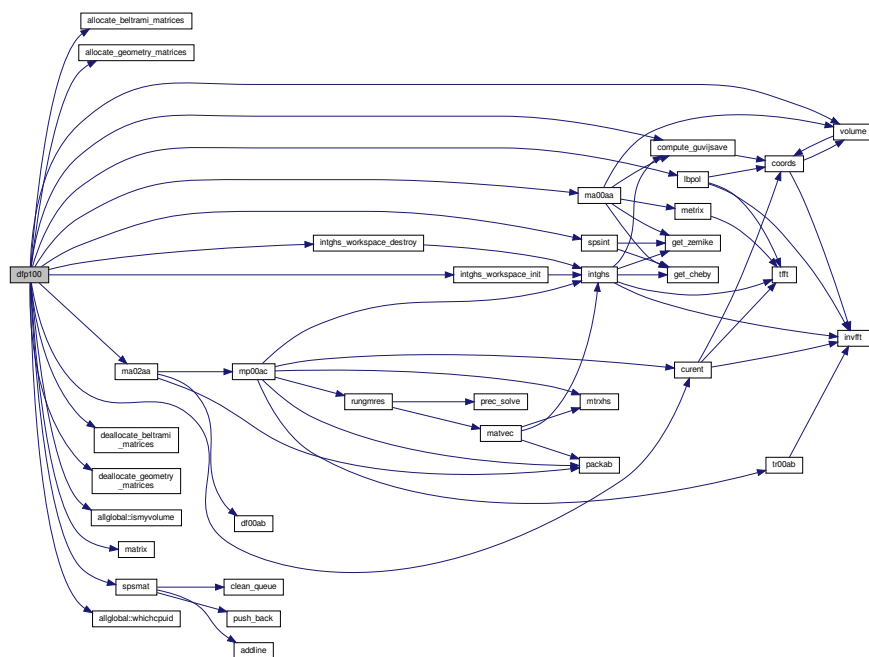 allocate_beltrami_matrices
allocate_geometry_matrices
volume
compute_guvijsave
coords
lbpol
ma00aa
metrix
intghs_workspace_destroy
spsint
get_zernike
dfp100
intghs_workspace_init
intghs
get_cheby
tfft
invfft
ma02aa
mp00ac
curent
rungmres
prec_solve
mtrxhs
matvec
deallocate_beltrami
_matrices
packab
tr00ab
deallocate_geometry
_matrices
allglobal::ismyvolume
df00ab
matrix
spsmat
clean_queue
allglobal::whichcpuid
push_back
addline